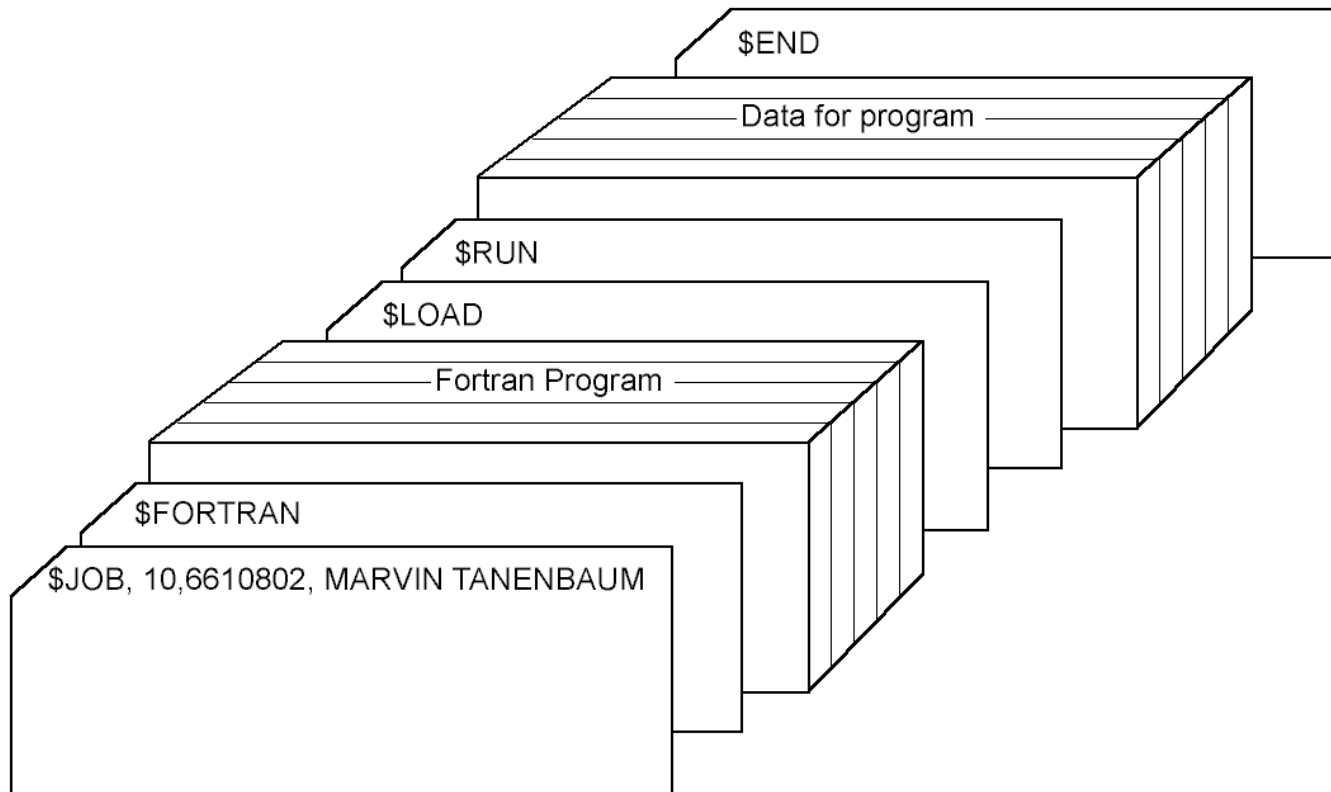 $END
Data for program
$RUN
$LOAD
Fortran Program
$FORTRAN
$JOB, 10,6610802, MARVIN TANENBAUM